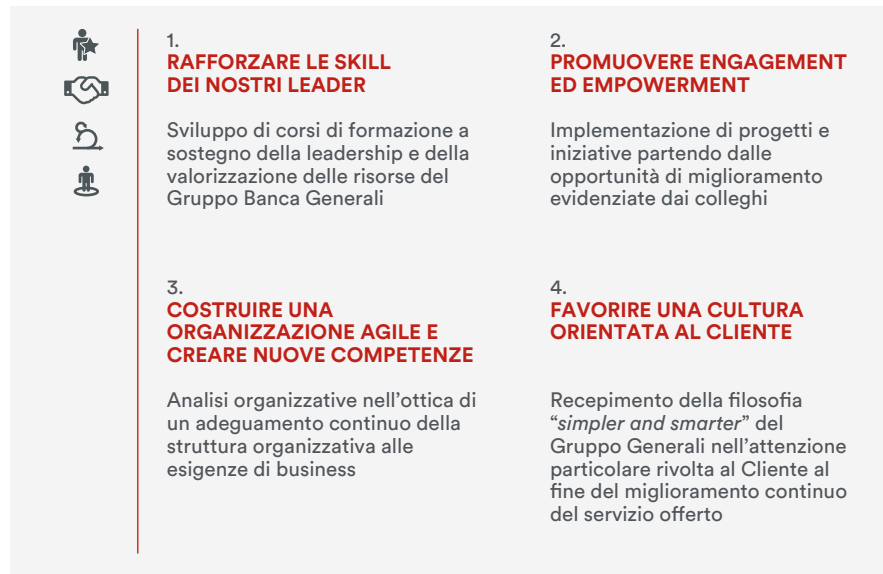 1.
RAFFORZARE LE SKILL
DEI NOSTRI LEADER
Sviluppo di corsi di formazione a
sostegno della leadership e della
valorizzazione delle risorse del
Gruppo Banca Generali
2.
PROMUOVERE ENGAGEMENT
ED EMPOWERMENT
Implementazione di progetti e
iniziative partendo dalle
opportunità di miglioramento
evidenziate dai colleghi
3.
COSTRUIRE UNA
ORGANIZZAZIONE AGILE E
CREARE NUOVE COMPETENZE
Analisi organizzative nell’ottica di
un adeguamento continuo della
struttura organizzativa alle
esigenze di business
4.
FAVORIRE UNA CULTURA
ORIENTATA AL CLIENTE
Recepimento della filosofia
“simpler and smarter” del
Gruppo Generali nell’attenzione
particolare rivolta al Cliente al
fine del miglioramento continuo
del servizio offerto